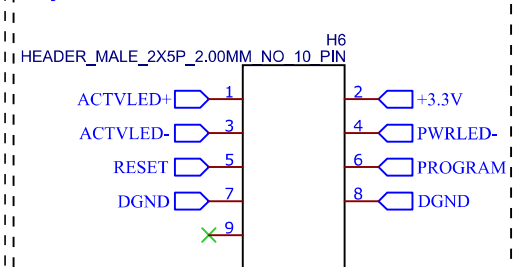 H6
HEADER_MALE_2X5P_2.00MM_NO_10_PIN
ACTVLED+ 1 2 +3.3V
ACTVLED- 3 4 PWRLED-
RESET 5 6 PROGRAM
DGND 7 8 DGND
9